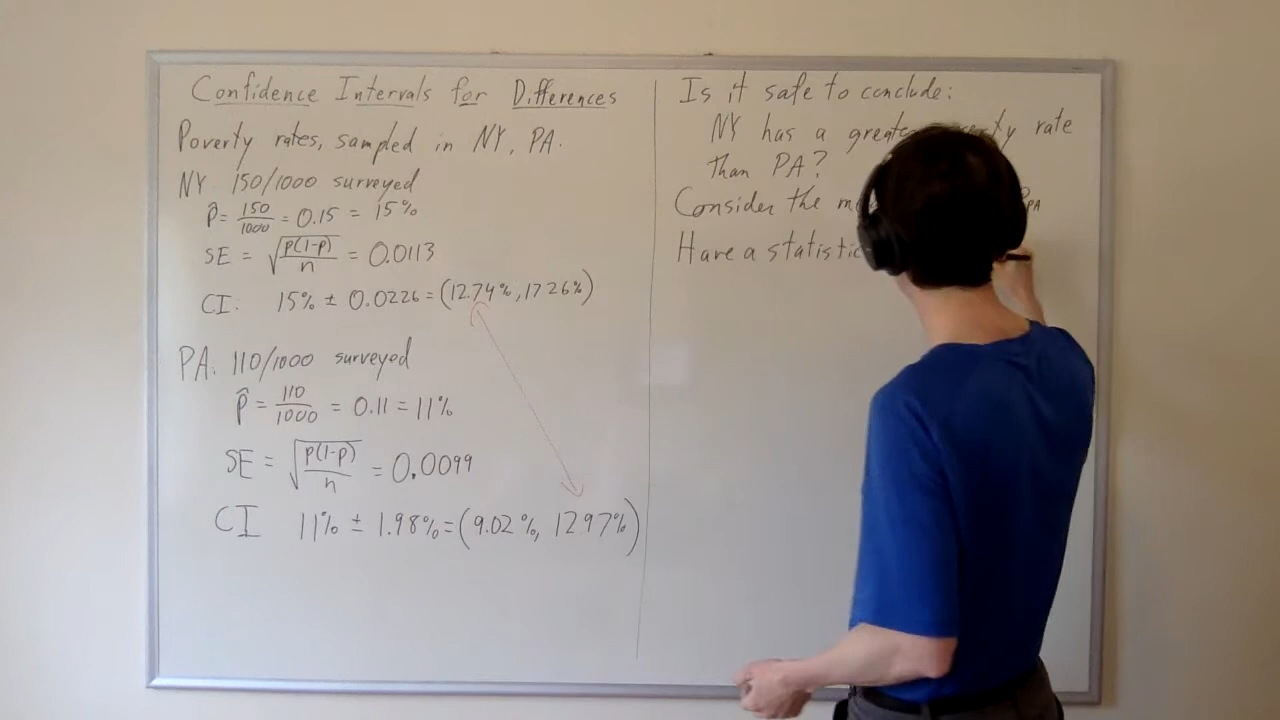 Confidence Intervals for Differences
Poverty rates, sampled in NY, PA.
NY 150/1000 surveyed
p̂ = 150/1000 = 0.15 = 15%
SE = √(p(1-p)/n) = 0.0113
CI. 15% ± 0.0226 = (12.74%, 17.26%)
PA. 110/1000 surveyed
p̂ = 110/1000 = 0.11 = 11%
SE = √(p(1-p)/n) = 0.0099
CI 11% ± 1.98% = (9.02%, 12.97%)
Is it safe to conclude:
NY has a rate
than PA?
Consider the PA
Have a